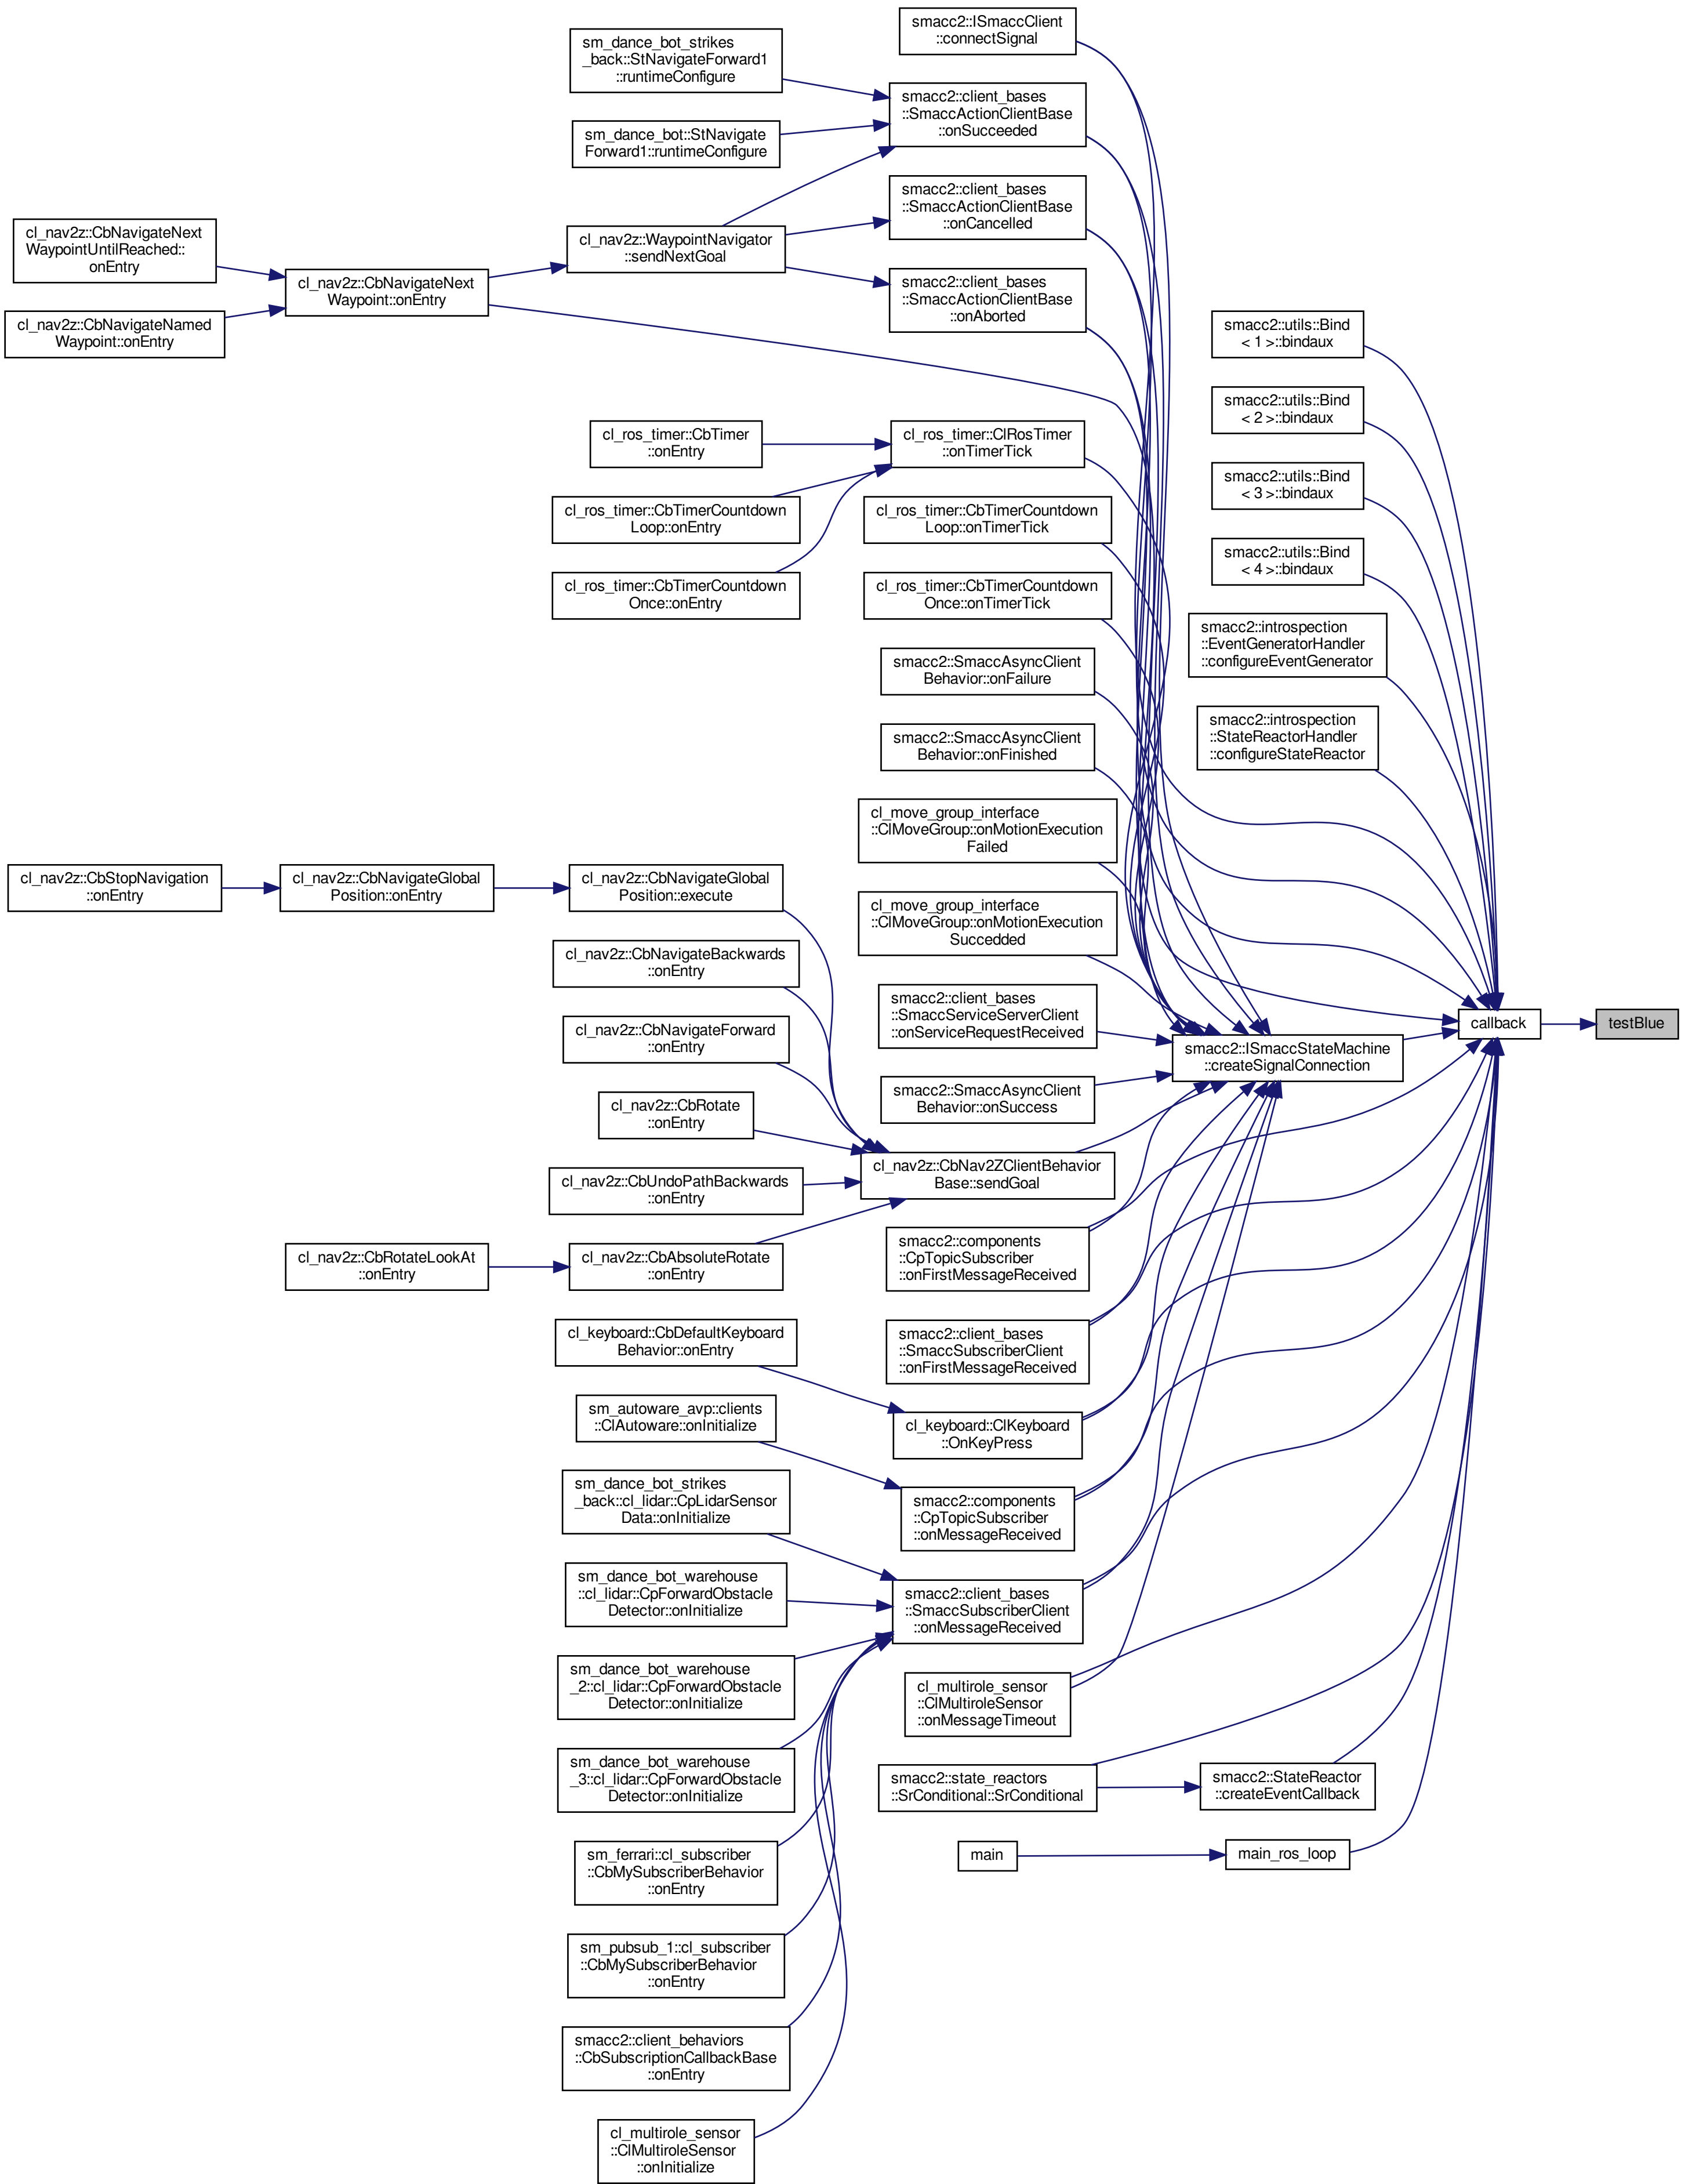 smacc2::ISmaccClient
::connectSignal
sm_dance_bot_strikes
_back::StNavigateForward1
::runtimeConfigure
smacc2::client_bases
::SmaccActionClientBase
::onSucceeded
sm_dance_bot::StNavigate
Forward1::runtimeConfigure
smacc2::client_bases
::SmaccActionClientBase
::onCancelled
cl_nav2z::CbNavigateNext
WaypointUntilReached::
onEntry
cl_nav2z::WaypointNavigator
::sendNextGoal
cl_nav2z::CbNavigateNext
Waypoint::onEntry
smacc2::client_bases
::SmaccActionClientBase
::onAborted
cl_nav2z::CbNavigateNamed
Waypoint::onEntry
smacc2::utils::Bind
< 1 >::bindaux
smacc2::utils::Bind
< 2 >::bindaux
cl_ros_timer::CbTimer
::onEntry
cl_ros_timer::ClRosTimer
::onTimerTick
smacc2::utils::Bind
< 3 >::bindaux
cl_ros_timer::CbTimerCountdown
Loop::onEntry
cl_ros_timer::CbTimerCountdown
Loop::onTimerTick
smacc2::utils::Bind
< 4 >::bindaux
cl_ros_timer::CbTimerCountdown
Once::onEntry
cl_ros_timer::CbTimerCountdown
Once::onTimerTick
smacc2::introspection
::EventGeneratorHandler
::configureEventGenerator
smacc2::SmaccAsyncClient
Behavior::onFailure
smacc2::introspection
::StateReactorHandler
::configureStateReactor
smacc2::SmaccAsyncClient
Behavior::onFinished
cl_move_group_interface
::ClMoveGroup::onMotionExecution
Failed
cl_nav2z::CbStopNavigation
::onEntry
cl_nav2z::CbNavigateGlobal
Position::onEntry
cl_nav2z::CbNavigateGlobal
Position::execute
cl_move_group_interface
::ClMoveGroup::onMotionExecution
Succedded
cl_nav2z::CbNavigateBackwards
::onEntry
smacc2::client_bases
::SmaccServiceServerClient
::onServiceRequestReceived
callback
testBlue
cl_nav2z::CbNavigateForward
::onEntry
smacc2::ISmaccStateMachine
::createSignalConnection
smacc2::SmaccAsyncClient
Behavior::onSuccess
cl_nav2z::CbRotate
::onEntry
cl_nav2z::CbNav2ZClientBehavior
Base::sendGoal
cl_nav2z::CbUndoPathBackwards
::onEntry
smacc2::components
::CpTopicSubscriber
::onFirstMessageReceived
cl_nav2z::CbRotateLookAt
::onEntry
cl_nav2z::CbAbsoluteRotate
::onEntry
cl_keyboard::CbDefaultKeyboard
Behavior::onEntry
smacc2::client_bases
::SmaccSubscriberClient
::onFirstMessageReceived
sm_autoware_avp::clients
::ClAutoware::onInitialize
cl_keyboard::ClKeyboard
::OnKeyPress
sm_dance_bot_strikes
_back::cl_lidar::CpLidarSensor
Data::onInitialize
smacc2::components
::CpTopicSubscriber
::onMessageReceived
sm_dance_bot_warehouse
::cl_lidar::CpForwardObstacle
Detector::onInitialize
smacc2::client_bases
::SmaccSubscriberClient
::onMessageReceived
sm_dance_bot_warehouse
_2::cl_lidar::CpForwardObstacle
Detector::onInitialize
cl_multirole_sensor
::ClMultiroleSensor
::onMessageTimeout
sm_dance_bot_warehouse
_3::cl_lidar::CpForwardObstacle
Detector::onInitialize
smacc2::state_reactors
::SrConditional::SrConditional
smacc2::StateReactor
::createEventCallback
sm_ferrari::cl_subscriber
::CbMySubscriberBehavior
::onEntry
main
main_ros_loop
sm_pubsub_1::cl_subscriber
::CbMySubscriberBehavior
::onEntry
smacc2::client_behaviors
::CbSubscriptionCallbackBase
::onEntry
cl_multirole_sensor
::ClMultiroleSensor
::onInitialize